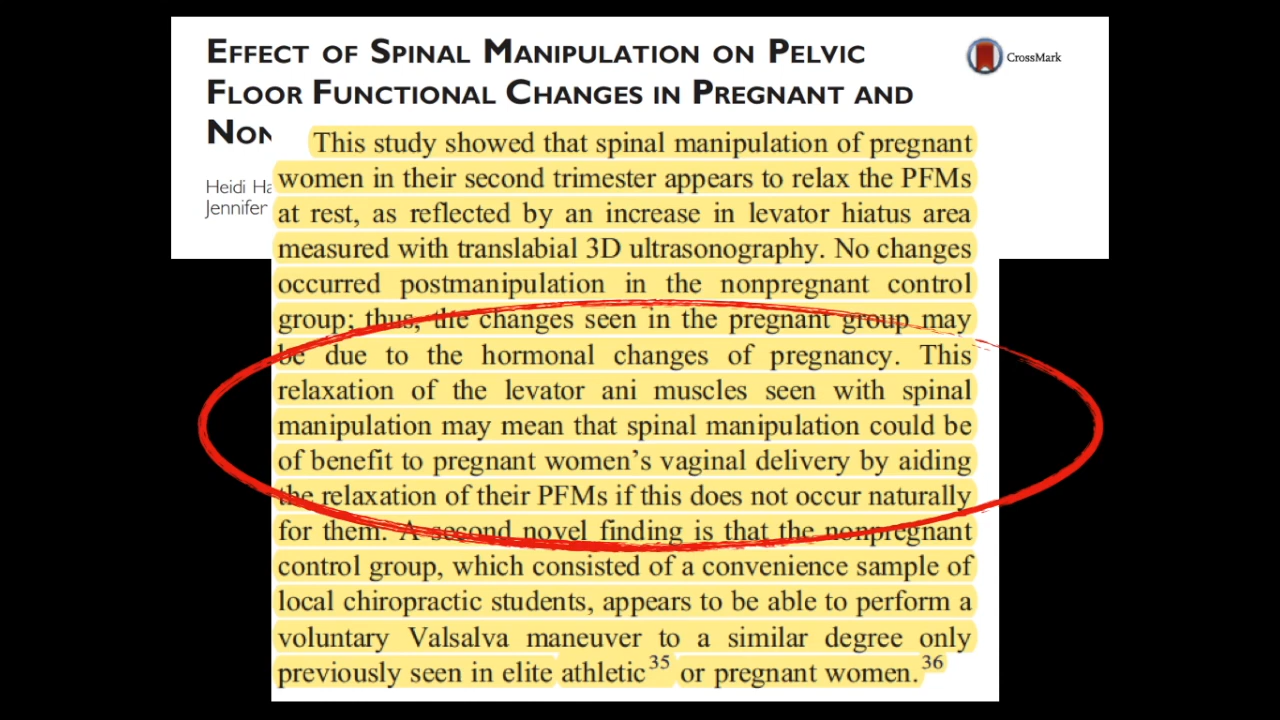 EFFECT OF SPINAL MANIPULATION ON PELVIC
FLOOR FUNCTIONAL CHANGES IN PREGNANT AND
CrossMark
Heidi
Jennifer
This study showed that spinal manipulation of pregnant
women in their second trimester appears to relax the PFMs
at rest, as reflected by an increase in levator hiatus area
measured with translabial 3D ultrasonography. No changes
occurred postmanipulation in the nonpregnant control
group; thus, the changes seen in the pregnant group may
be due to the hormonal changes of pregnancy. This
relaxation of the levator ani muscles seen with spinal
manipulation may mean that spinal manipulation could be
of benefit to pregnant women's vaginal delivery by aiding
the relaxation of their PFMs if this does not occur naturally
for them. A second novel finding is that the nonpregnant
control group, which consisted of a convenience sample of
local chiropractic students, appears to be able to perform a
voluntary Valsalva maneuver to a similar degree only
previously seen in elite athletic35 or pregnant women.36